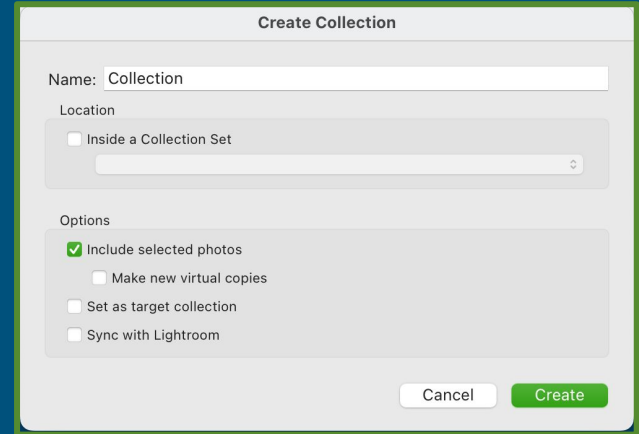 Create Collection
Name: Collection
Location
Inside a Collection Set
Options
Include selected photos
Make new virtual copies
Set as target collection
Sync with Lightroom
Cancel Create